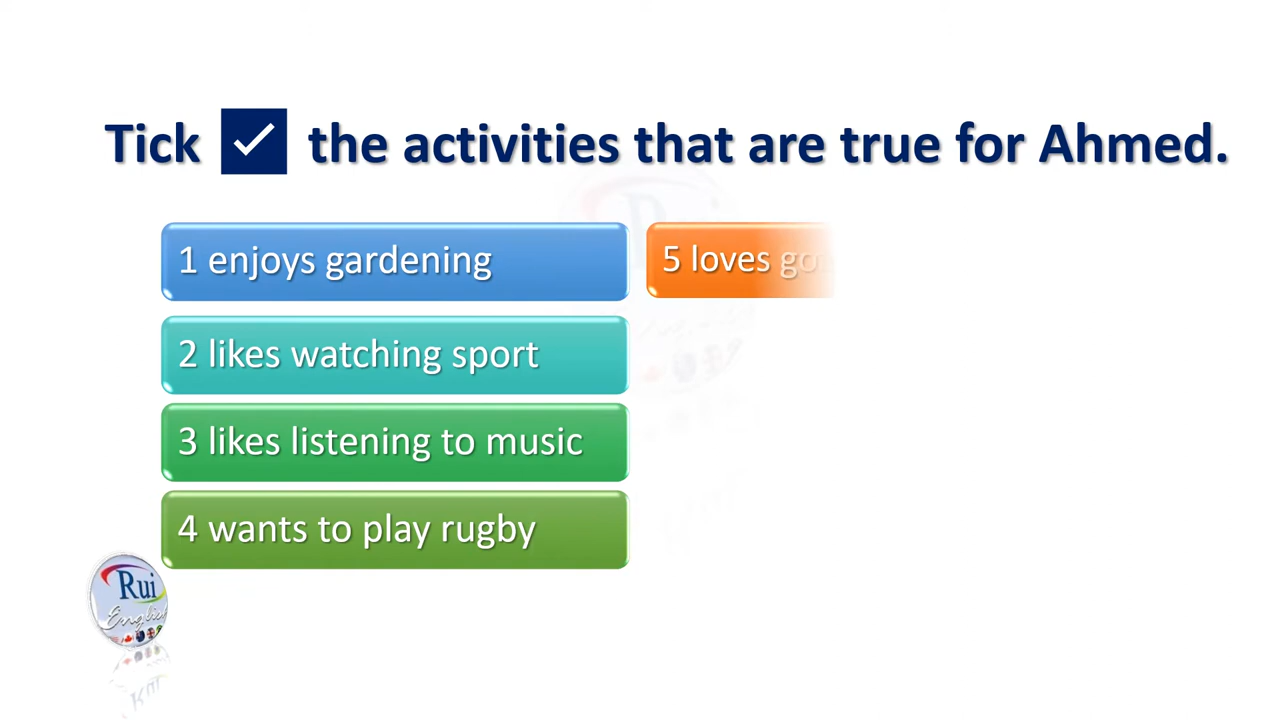 Tick ✓ the activities that are true for Ahmed.
1 enjoys gardening
2 likes watching sport
3 likes listening to music
4 wants to play rugby
5 loves
Rui
English